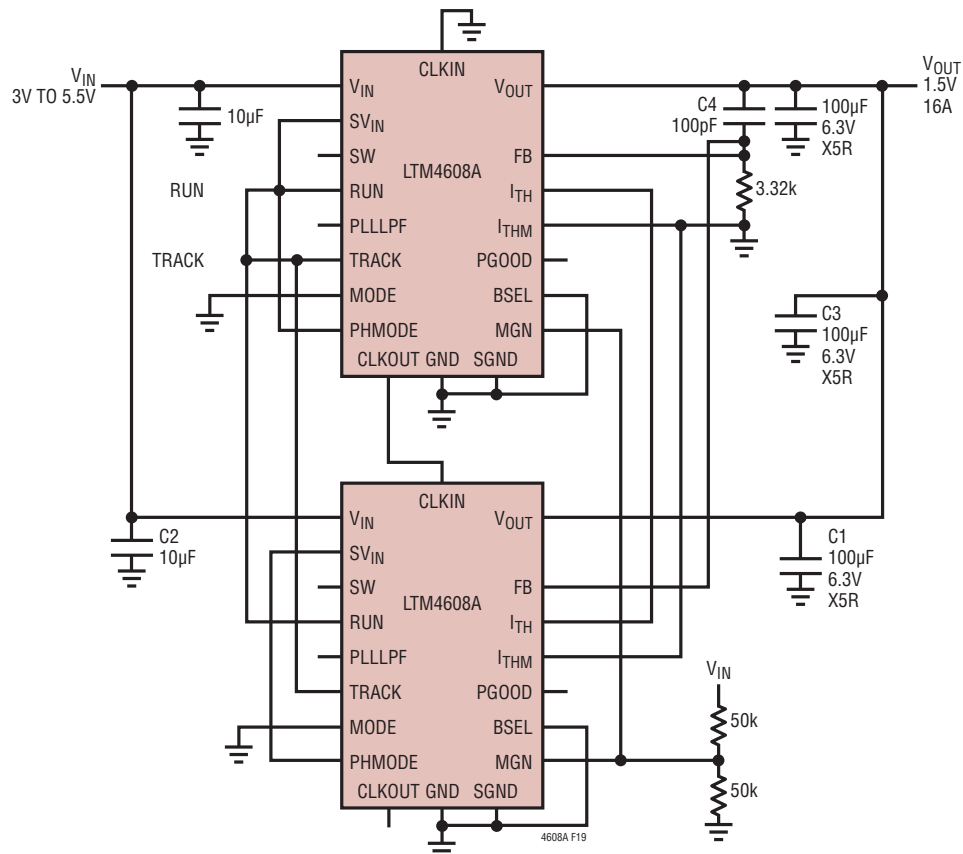 CLKIN
VIN
3V TO 5.5V
10µF
VIN
SVIN
SW
RUN
PLLLPF
TRACK
MODE
PHMODE
RUN
TRACK
LTM4608A
VOUT
FB
ITH
ITHM
PGOOD
BSEL
MGN
CLKOUT GND SGND
C4
100pF
100µF
6.3V
X5R
VOUT
1.5V
16A
3.32k
C3
100µF
6.3V
X5R
CLKIN
C2
10µF
VIN
SVIN
SW
RUN
PLLLPF
TRACK
MODE
PHMODE
LTM4608A
VOUT
FB
ITH
ITHM
PGOOD
BSEL
MGN
CLKOUT GND SGND
C1
100µF
6.3V
X5R
VIN
50k
50k
4608A F19